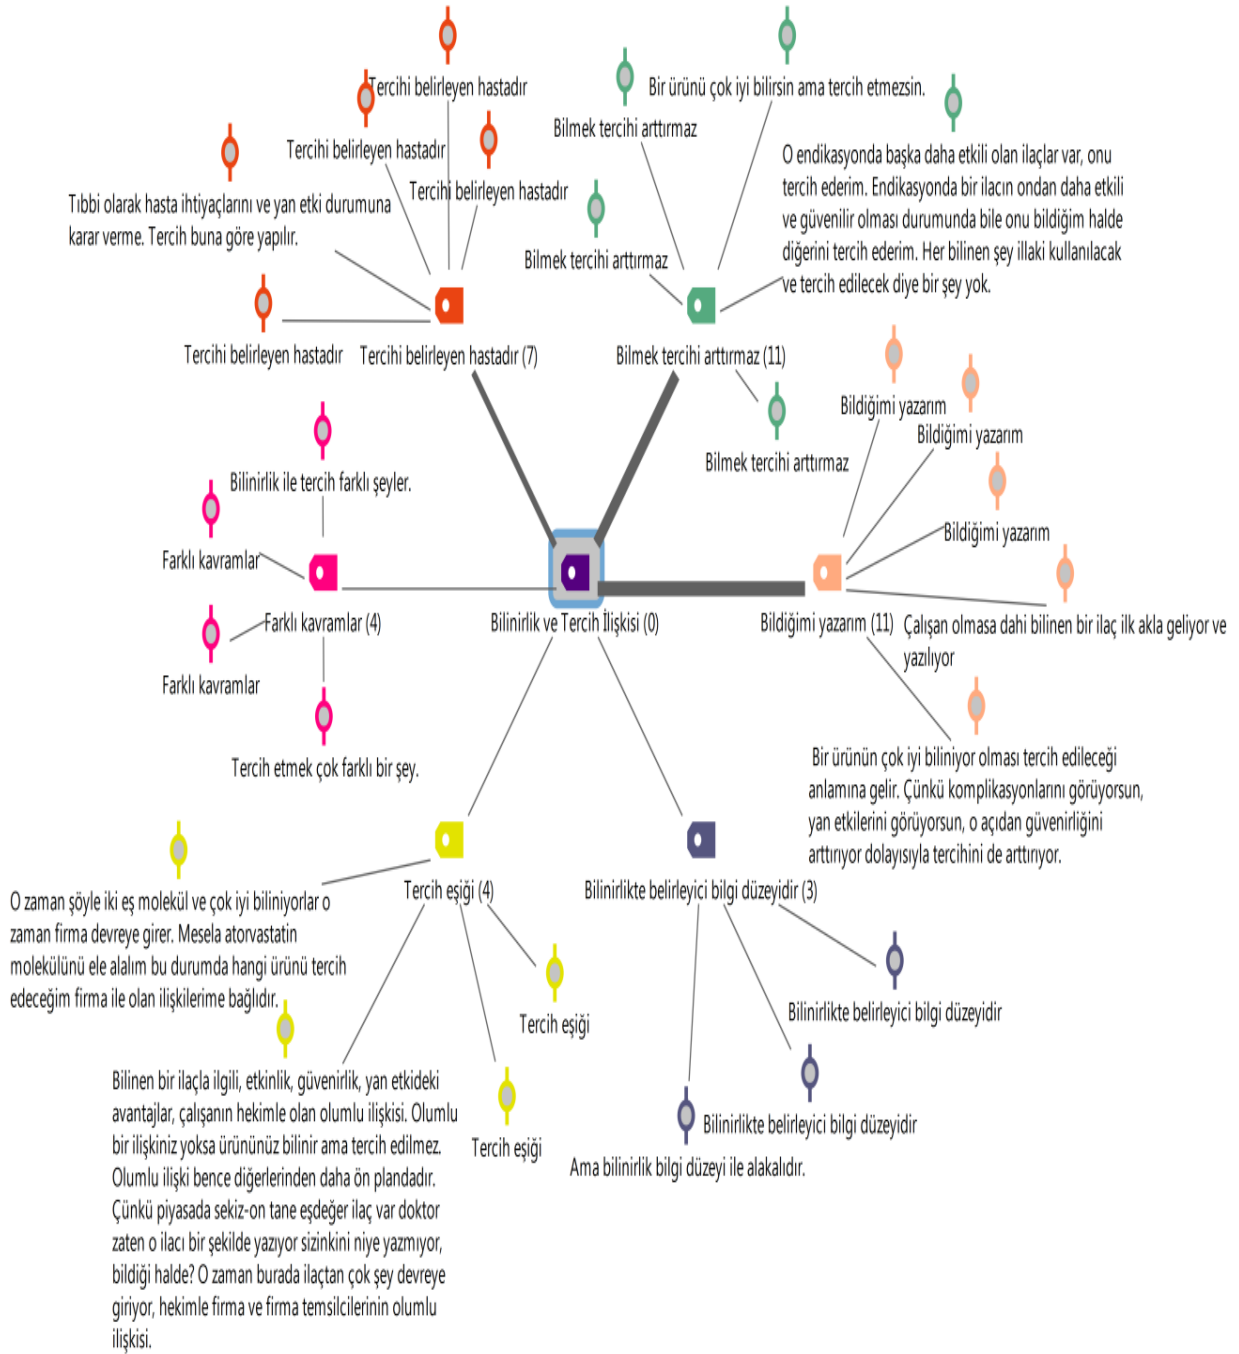 Tercihi belirleyen hastadır
Tercihi belirleyen hastadır
Tercihi belirleyen hastadır
Tıbbi olarak hasta ihtiyaçlarını ve yan etki durumuna
karar verme. Tercih buna göre yapılır.
Tercihi belirleyen hastadır
Tercihi belirleyen hastadır (7)
Bir ürünü çok iyi bilirsin ama tercih etmezsin.
Bilmek tercihi arttırmaz
O endikasyonda başka daha etkili olan ilaçlar var, onu
tercih ederim. Endikasyonda bir ilacın ondan daha etkili
ve güvenilir olması durumunda bile onu bildiğim halde
diğerini tercih ederim. Her bilinen şey illaki kullanılacak
ve tercih edilecek diye bir şey yok.
Bilmek tercihi arttırmaz
Bilmek tercihi arttırmaz (11)
Bilmek tercihi arttırmaz
Bildiğimi yazarım
Bildiğimi yazarım
Bildiğimi yazarım
Bildiğimi yazarım (11)
Çalışan olmasa dahi bilinen bir ilaç ilk akla geliyor ve
yazılıyor
Bir ürünün çok iyi biliniyor olması tercih edileceği
anlamına gelir. Çünkü komplikasyonlarını görüyorsun,
yan etkilerini görüyorsun, o açıdan güvenirliğini
arttırıyor dolayısıyla tercihini de arttırıyor.
Bilinirlik ile tercih farklı şeyler.
Farklı kavramlar
Farklı kavramlar (4)
Farklı kavramlar
Tercih etmek çok farklı bir şey.
Bilinirlik ve Tercih İlişkisi (0)
Tercih eşiği (4)
O zaman şöyle iki eş molekül ve çok iyi biliniyorlar o
zaman firma devreye girer. Mesela atorvastatin
molekülünü ele alalım bu durumda hangi ürünü tercih
edeceğim firma ile olan ilişkilerime bağlıdır.
Tercih eşiği
Tercih eşiği
Bilinen bir ilaçla ilgili, etkinlik, güvenirlik, yan etkideki
avantajlar, çalışanın hekimle olan olumlu ilişkisi. Olumlu
bir ilişkiniz yoksa ürününüz bilinir ama tercih edilmez.
Olumlu ilişki bence diğerlerinden daha ön plandadır.
Çünkü piyasada sekiz-on tane eşdeğer ilaç var doktor
zaten o ilacı bir şekilde yazıyor sizinkini niye yazmıyor,
bildiği halde? O zaman burada ilaçtan çok şey devreye
giriyor, hekimle firma ve firma temsilcilerinin olumlu
ilişkisi.
Bilinirlikte belirleyici bilgi düzeyidir (3)
Bilinirlikte belirleyici bilgi düzeyidir
Bilinirlikte belirleyici bilgi düzeyidir
Ama bilinirlik bilgi düzeyi ile alakalıdır.